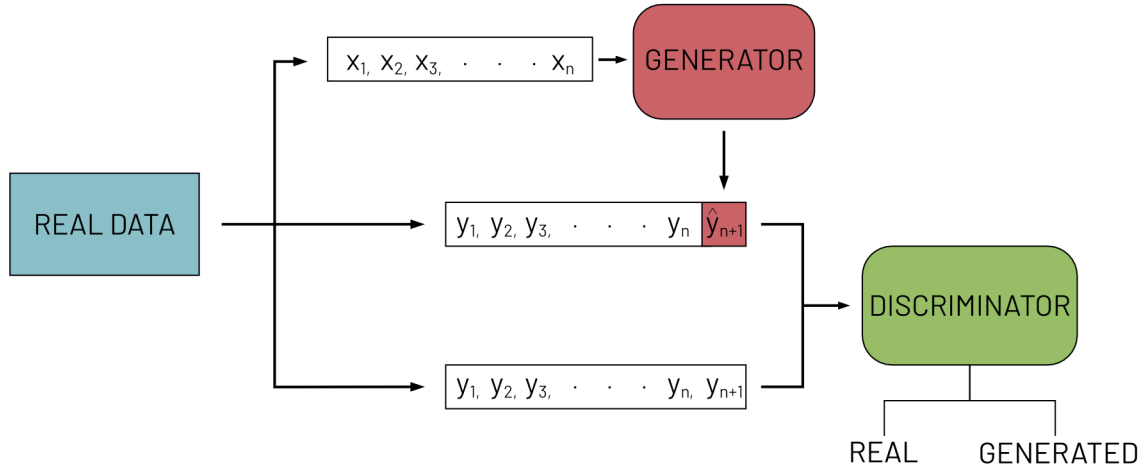 x₁, x₂, x₃, · · · xₙ
GENERATOR
REAL DATA
y₁, y₂, y₃, · · · yₙ ŷₙ₊₁
DISCRIMINATOR
y₁, y₂, y₃, · · · yₙ, yₙ₊₁
REAL
GENERATED